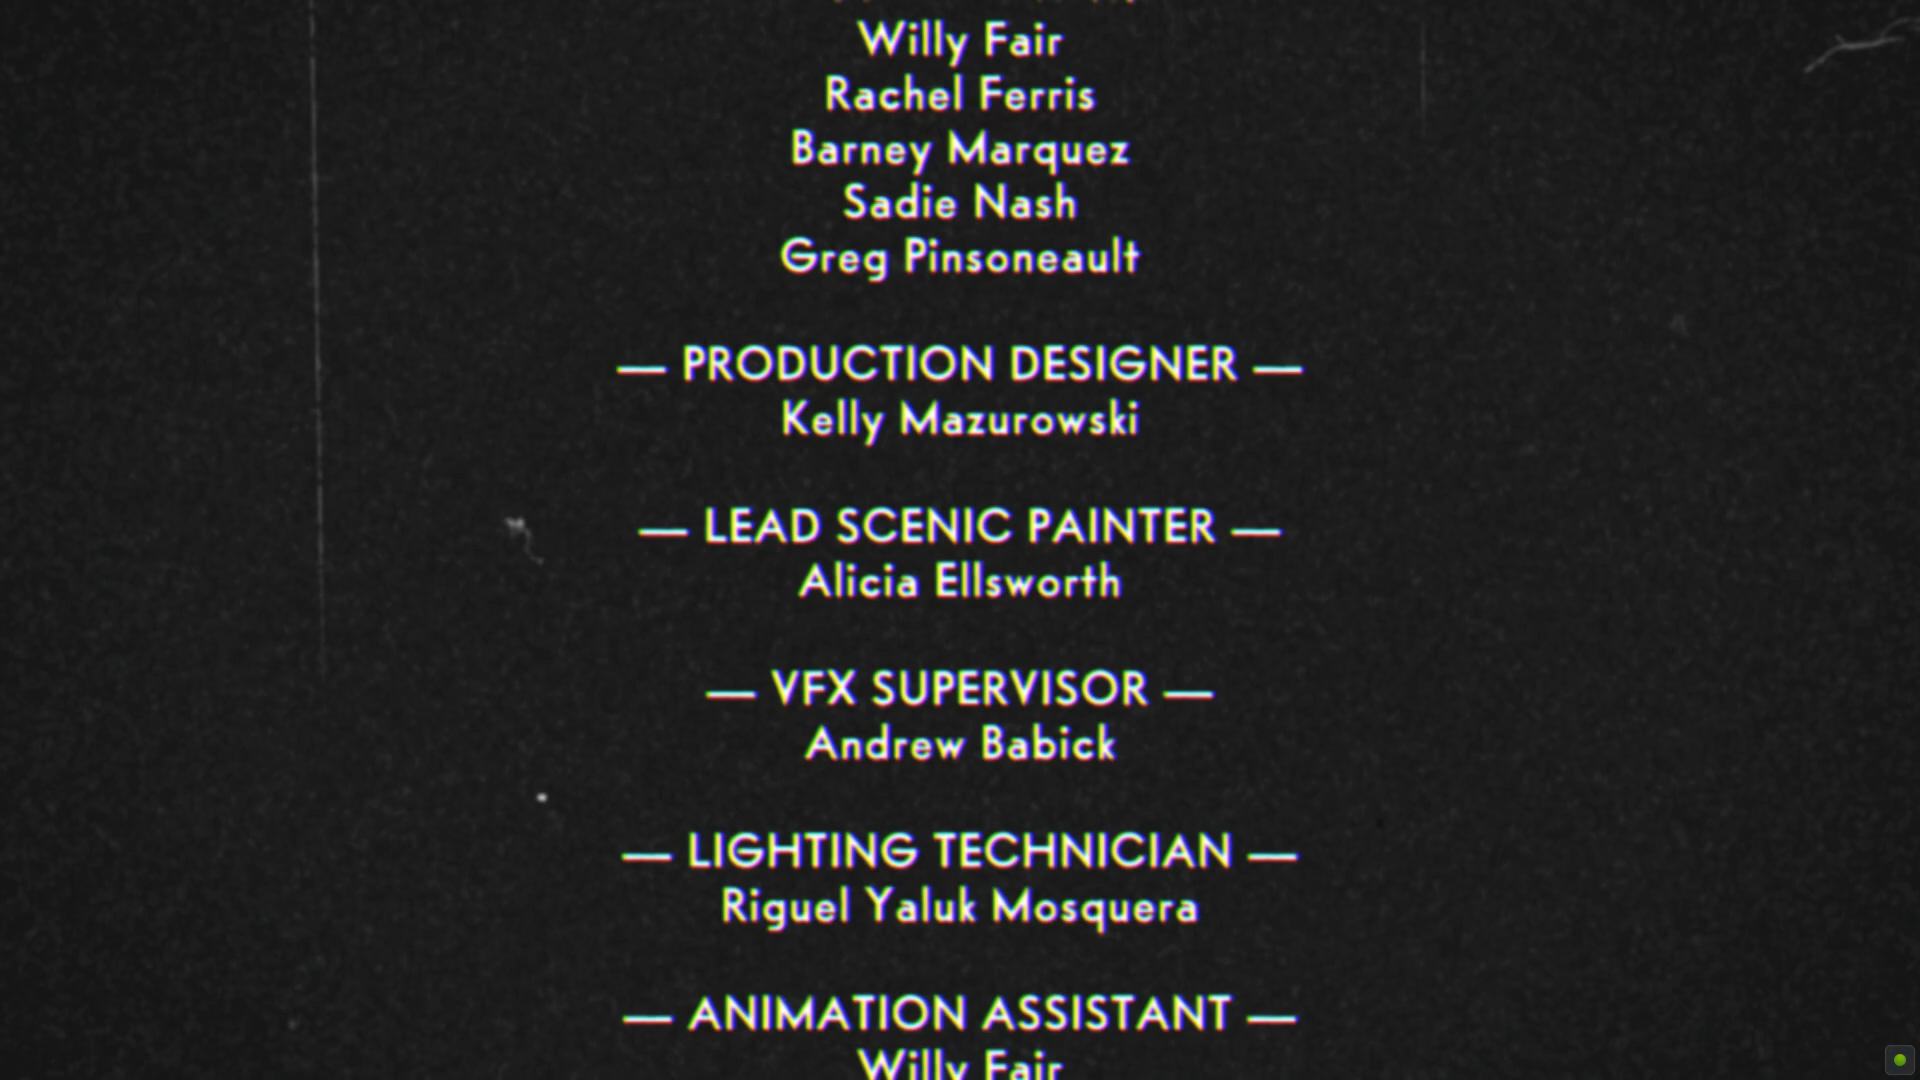 Willy Fair
Rachel Ferris
Barney Marquez
Sadie Nash
Greg Pinsoneault
— PRODUCTION DESIGNER —
Kelly Mazurowski
— LEAD SCENIC PAINTER —
Alicia Ellsworth
— VFX SUPERVISOR —
Andrew Babick
— LIGHTING TECHNICIAN —
Riguel Yaluk Mosquera
— ANIMATION ASSISTANT —
Willy Fair